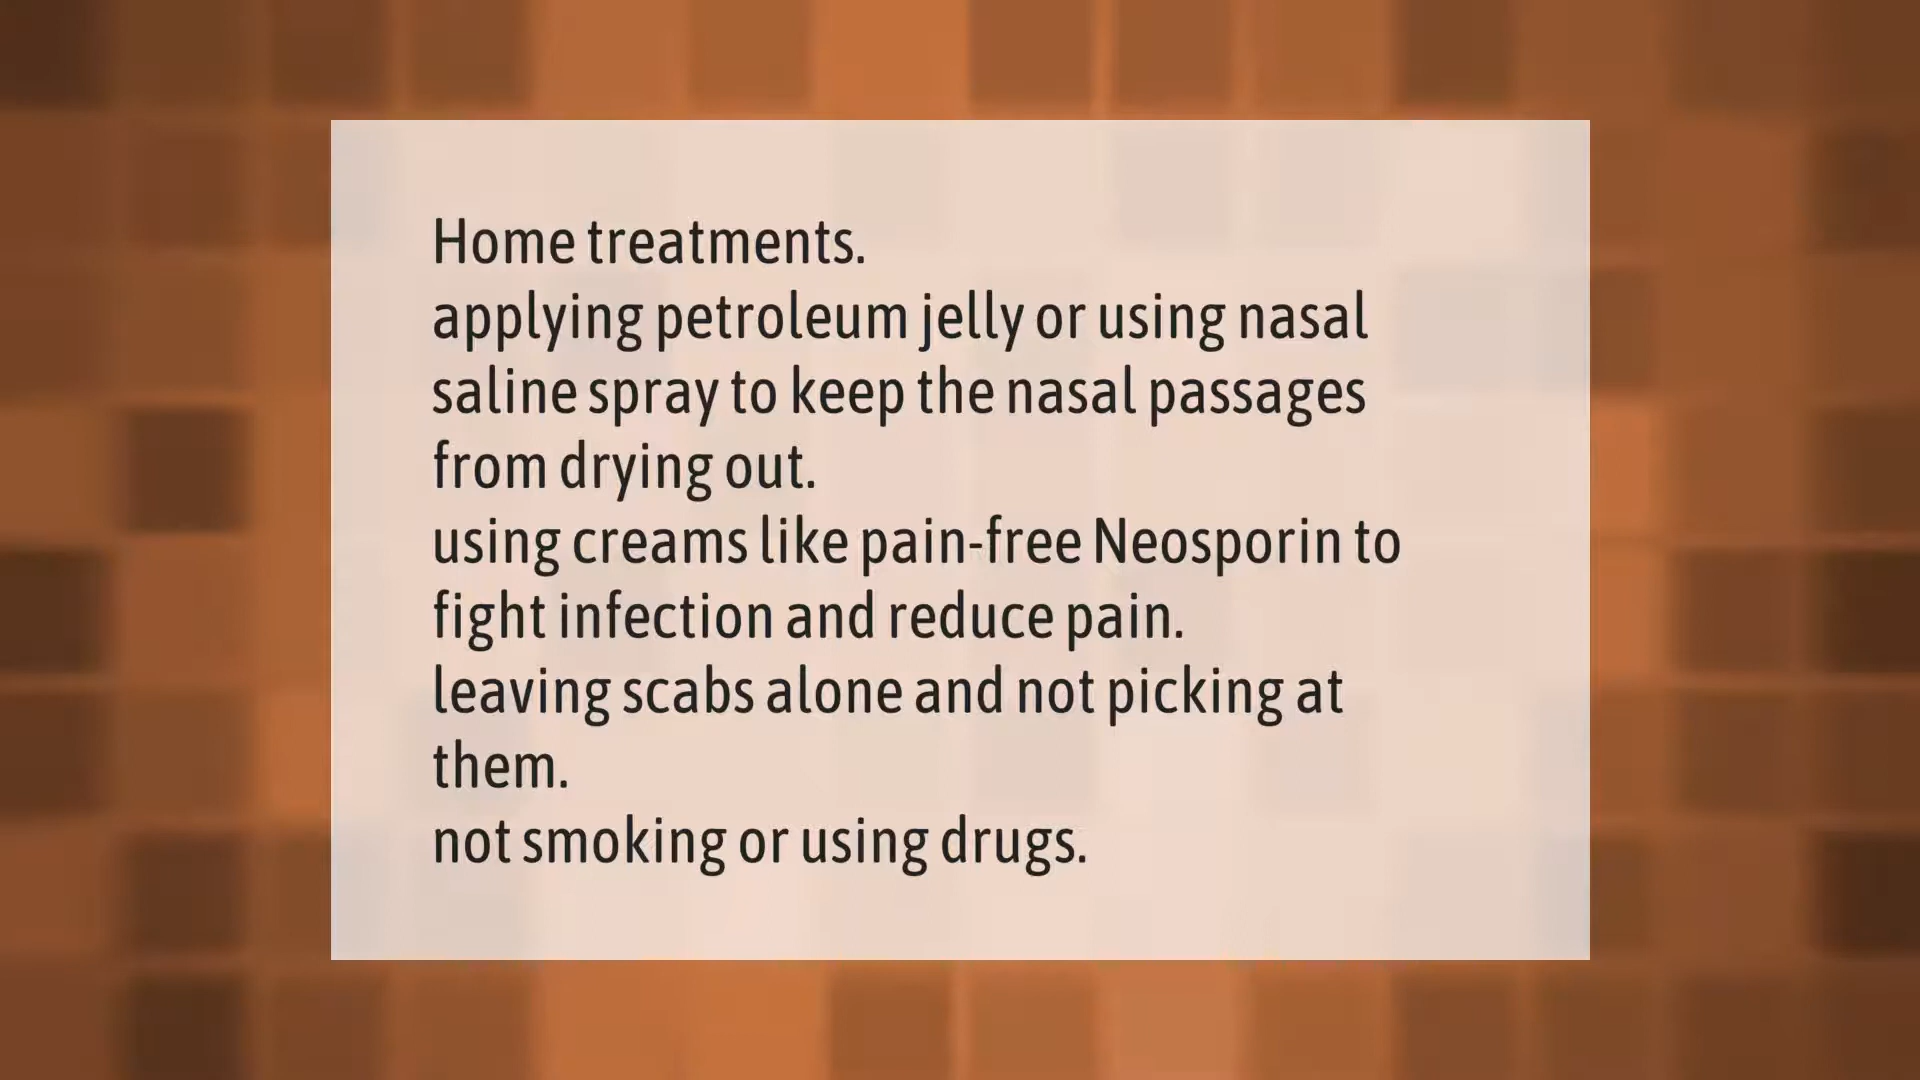 Home treatments.
applying petroleum jelly or using nasal
saline spray to keep the nasal passages
from drying out.
using creams like pain-free Neosporin to
fight infection and reduce pain.
leaving scabs alone and not picking at
them.
not smoking or using drugs.